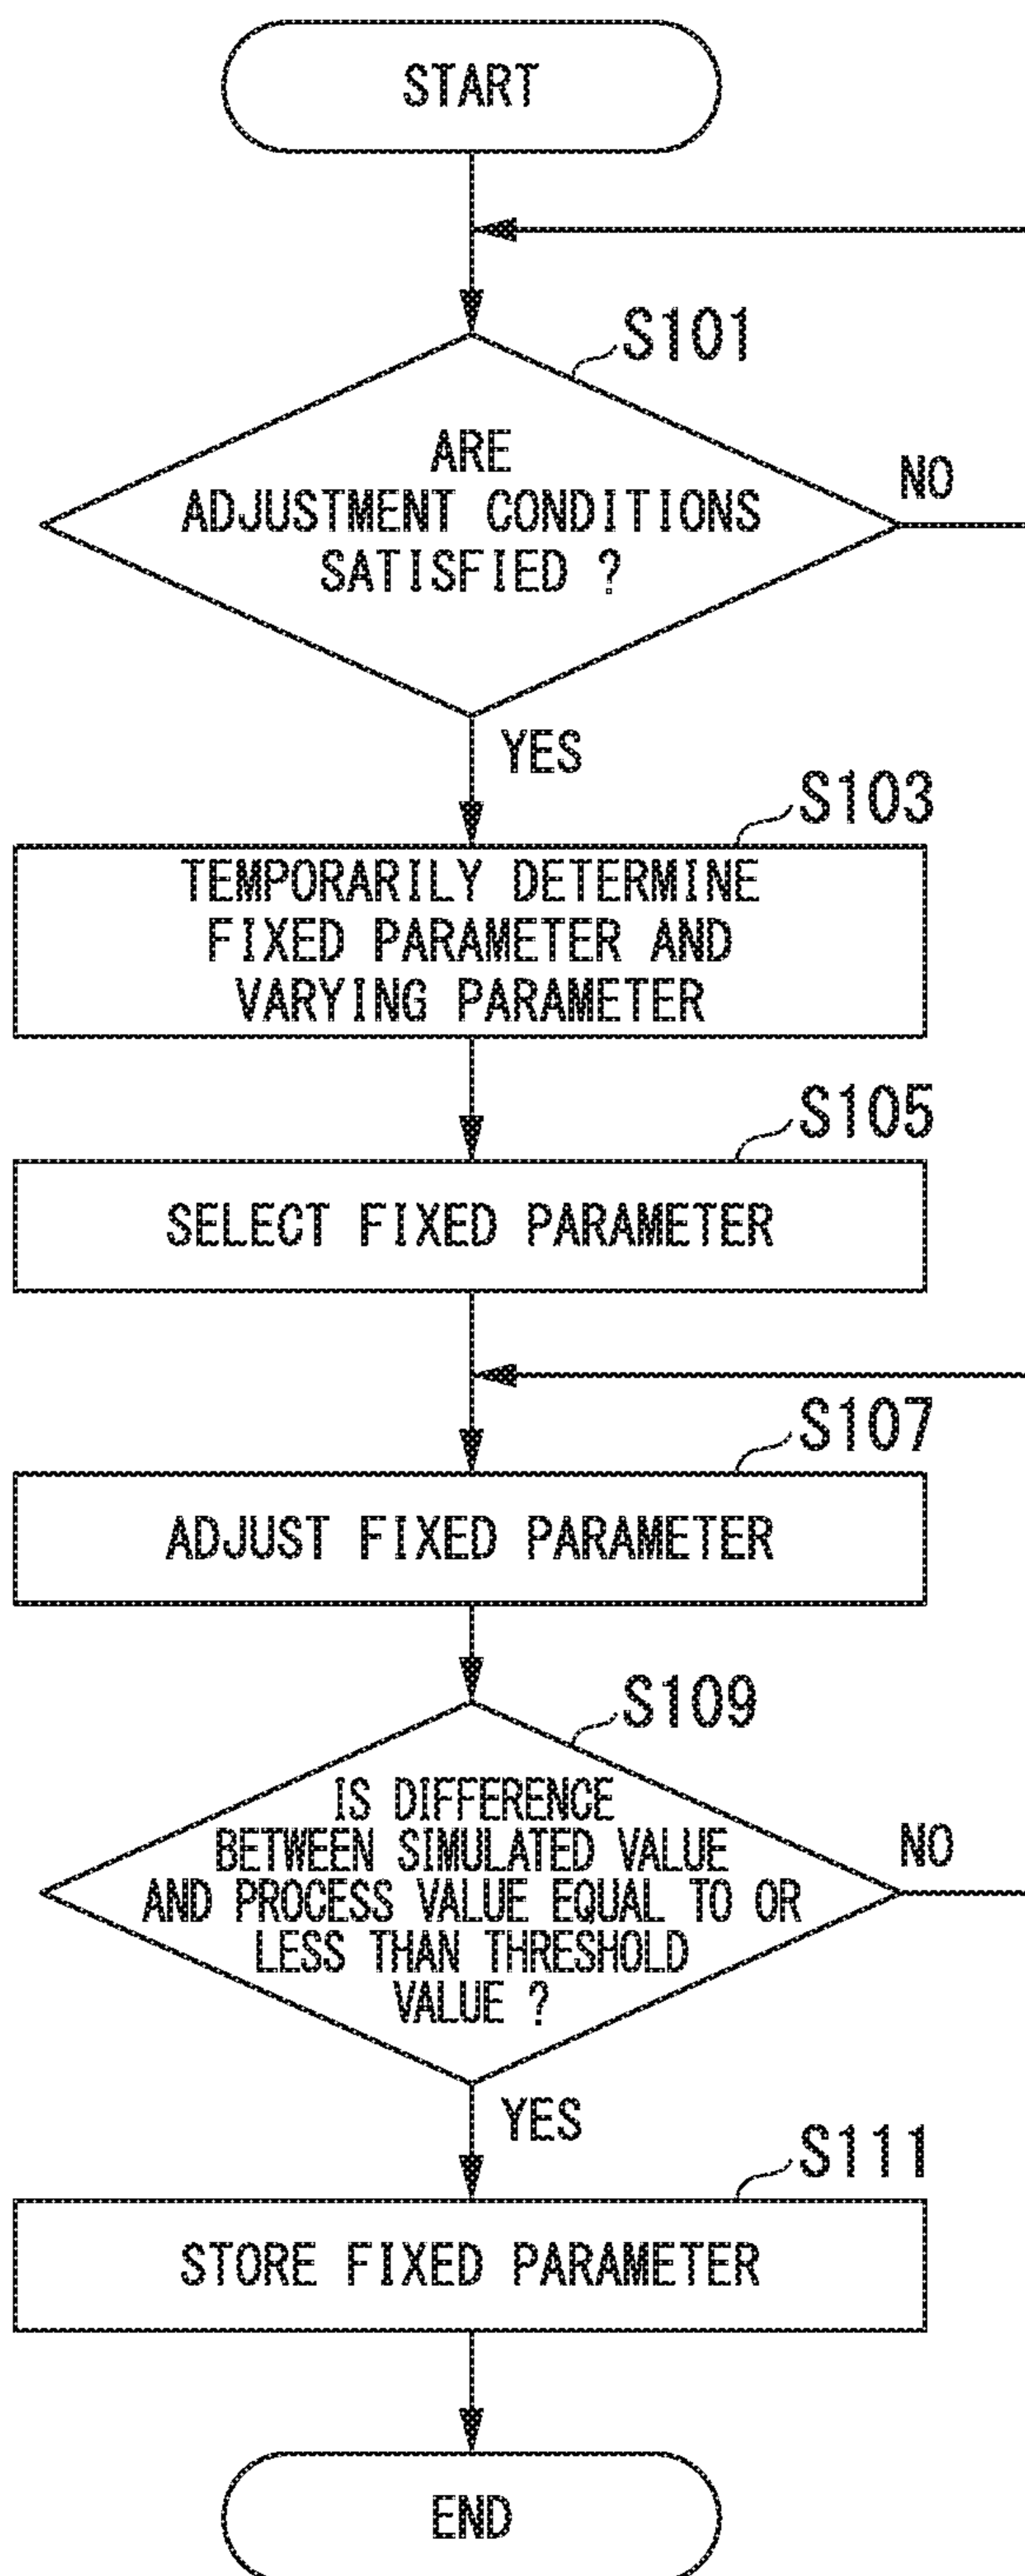 START
S101
ARE
ADJUSTMENT CONDITIONS
SATISFIED ?
NO
YES
S103
TEMPORARILY DETERMINE
FIXED PARAMETER AND
VARYING PARAMETER
S105
SELECT FIXED PARAMETER
S107
ADJUST FIXED PARAMETER
S109
IS DIFFERENCE
BETWEEN SIMULATED VALUE
AND PROCESS VALUE EQUAL TO OR
LESS THAN THRESHOLD
VALUE ?
NO
YES
S111
STORE FIXED PARAMETER
END